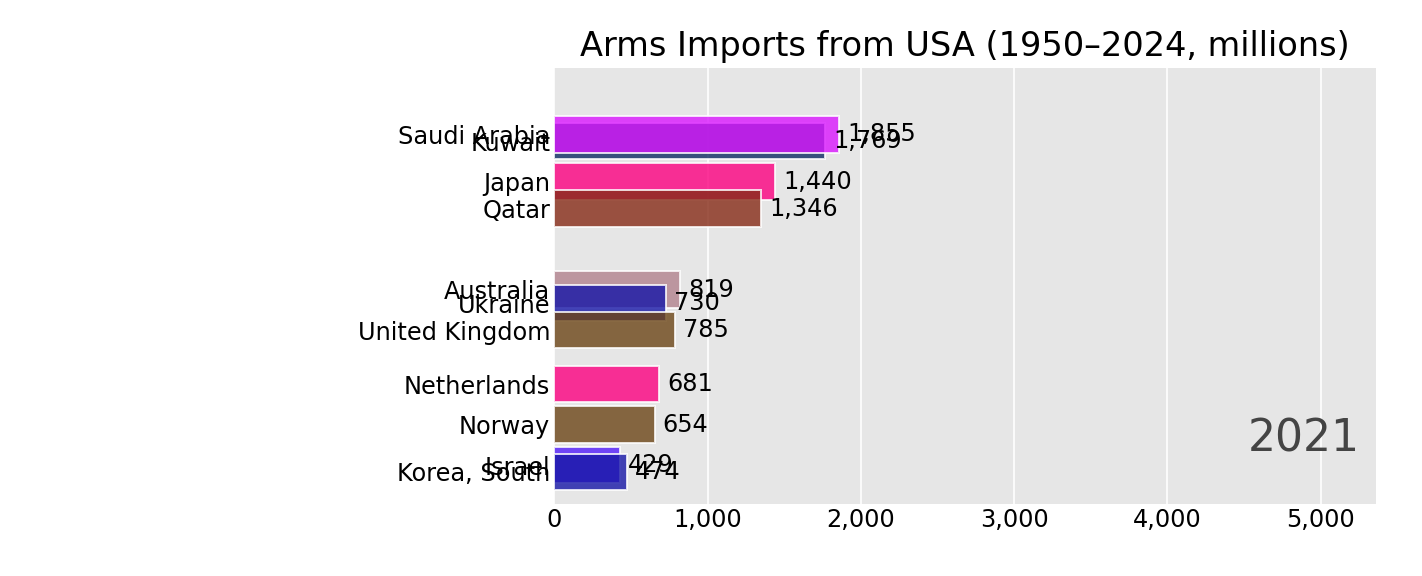 Arms Imports from USA (1950–2024, millions)
Saudi Arabia 1,855
Kuwait 1,769
Japan 1,440
Qatar 1,346
Australia 819
Ukraine 730
United Kingdom 785
Netherlands 681
Norway 654
2021
Israel 429
Korea, South 474
0 1,000 2,000 3,000 4,000 5,000